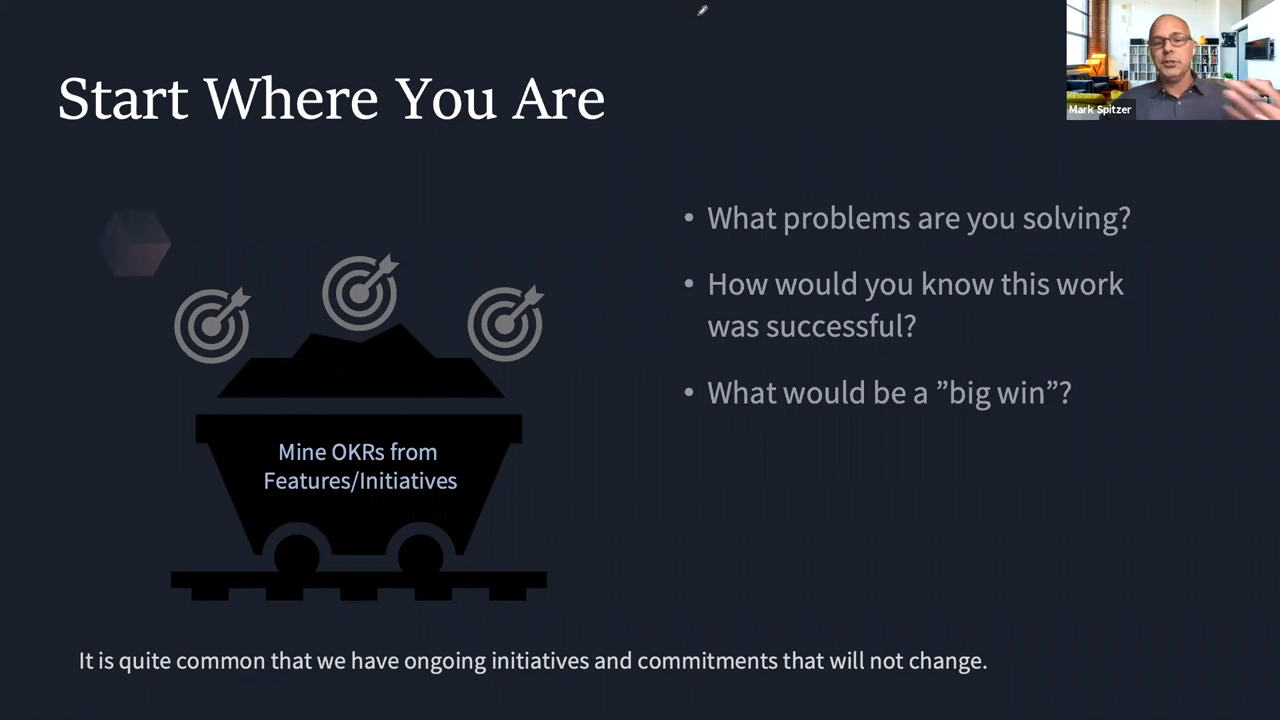 Start Where You Are
Mark Spitzer
• What problems are you solving?
• How would you know this work
was successful?
• What would be a ”big win”?
Mine OKRs from
Features/Initiatives
It is quite common that we have ongoing initiatives and commitments that will not change.